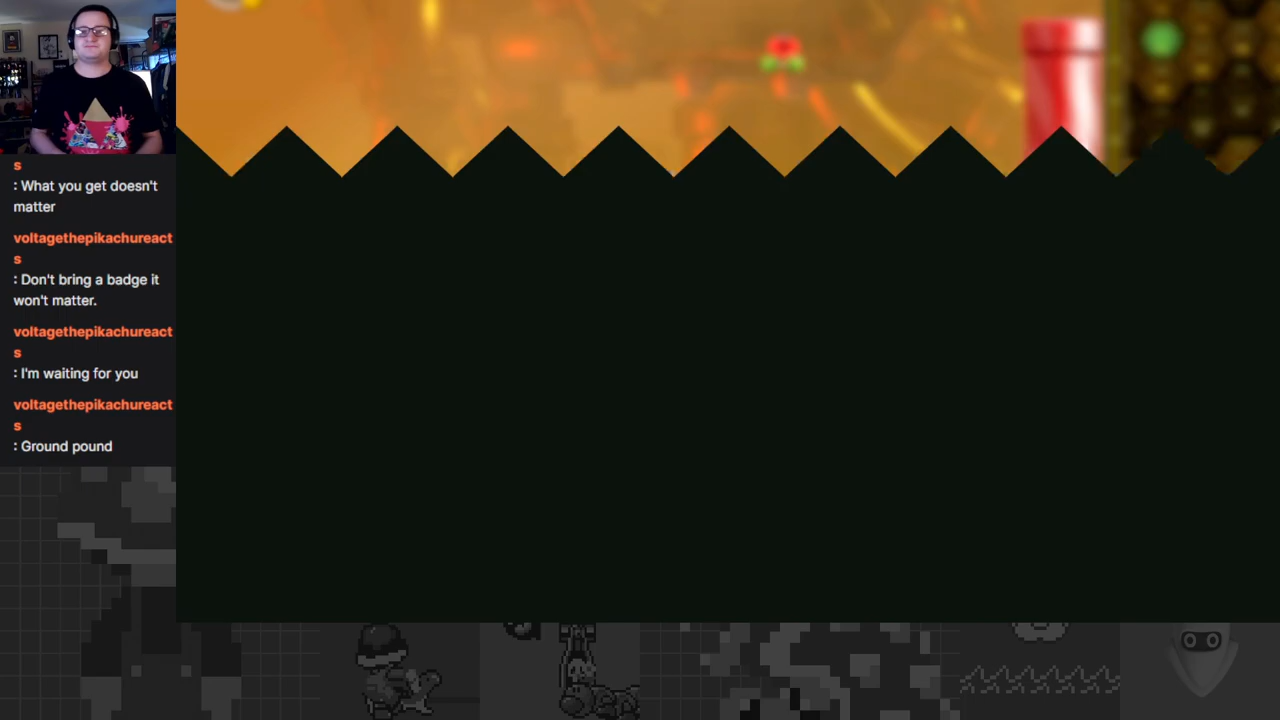 s
: What you get doesn't
matter
voltagethepikachureact
s
: Don't bring a badge it
won't matter.
voltagethepikachureact
s
: I'm waiting for you
voltagethepikachureact
s
: Ground pound